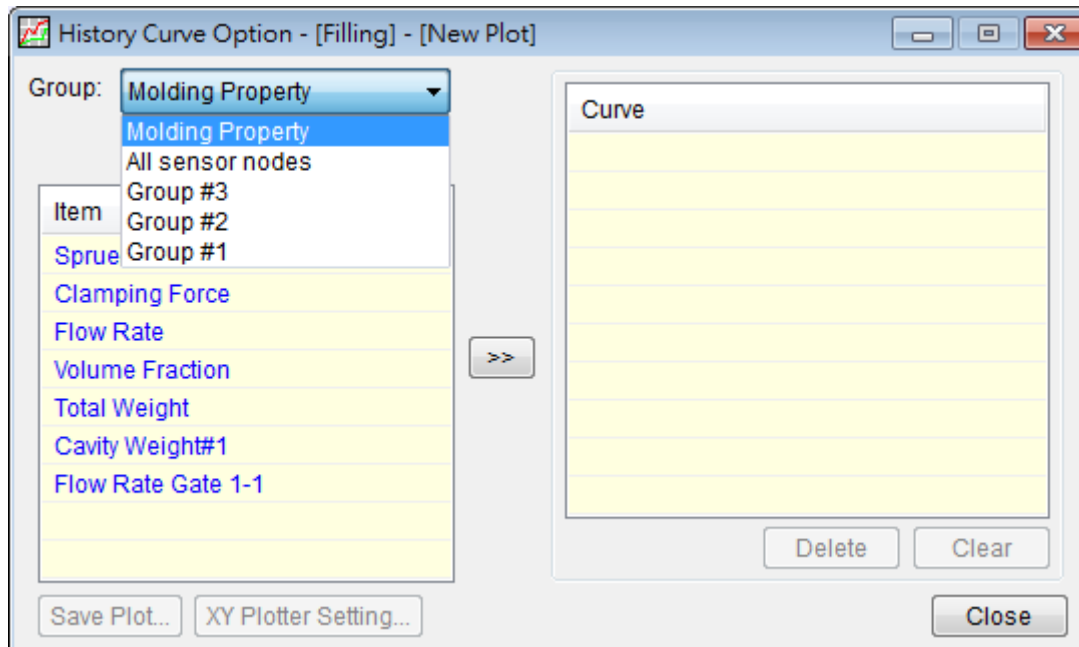 History Curve Option - [Filling] - [New Plot]
Group:
Molding Property
Molding Property
All sensor nodes
Group #3
Group #2
Group #1
Item
Sprue
Clamping Force
Flow Rate
Volume Fraction
Total Weight
Cavity Weight#1
Flow Rate Gate 1-1
>>
Curve
Delete
Clear
Save Plot...
XY Plotter Setting...
Close